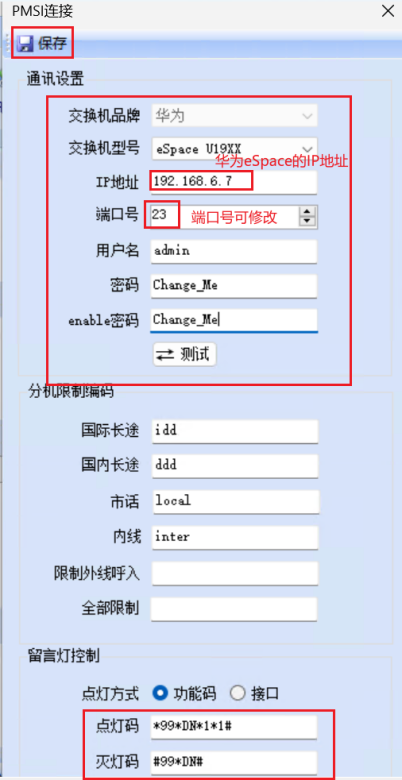 PMSI连接
保存
通讯设置
交换机品牌 华为
交换机型号 eSpace U19XX
华为eSpace的IP地址
IP地址 192.168.6.7
端口号 23 端口号可修改
用户名 admin
密码 Change_Me
enable密码 Change_Me
测试
分机限制编码
国际长途 idd
国内长途 ddd
市话 local
内线 inter
限制外线呼入
全部限制
留言灯控制
点灯方式 功能码 接口
点灯码 *99*DN*1*1#
灭灯码 #99*DN#